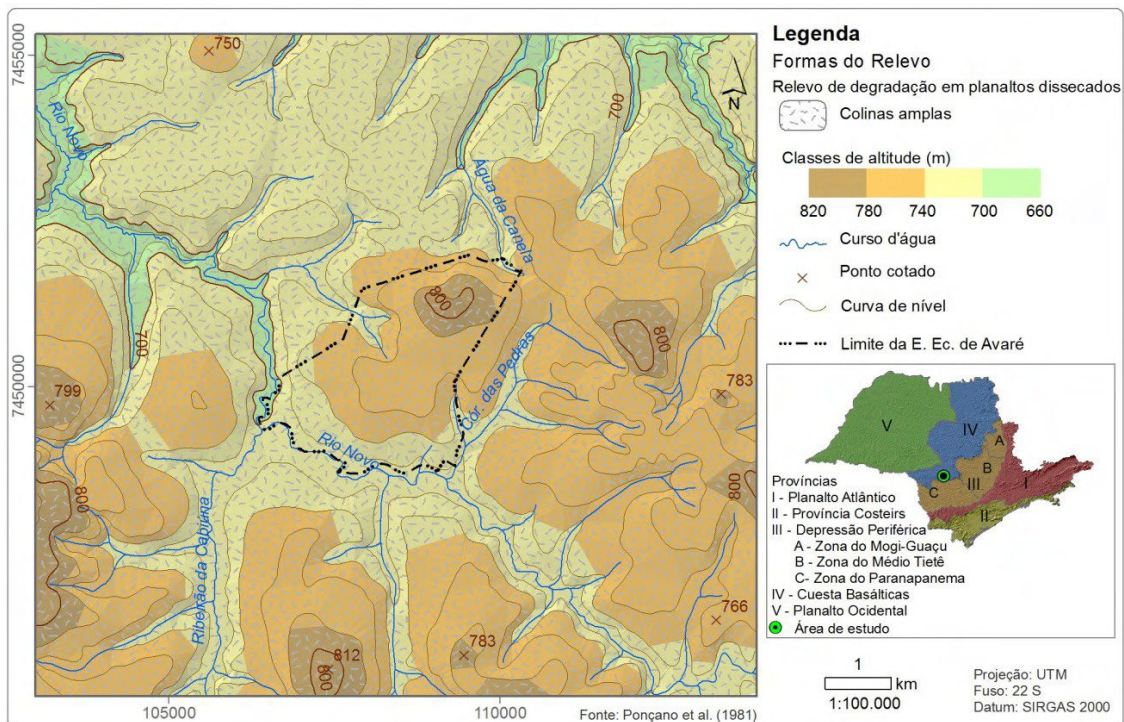 7455000
7450000
105000
110000
750
Rio Novo
700
Água da Canela
N
800
800
700
799
783
Cór. das Pedras
Rio Novo
800
800
Ribeirão da Cabiúna
766
812
800
783
Fonte: Ponçano et al. (1981)
Legenda
Formas do Relevo
Relevo de degradação em planaltos dissecados
Colinas amplas
Classes de altitude (m)
820 780 740 700 660
Curso d'água
Ponto cotado
Curva de nível
Limite da E. Ec. de Avaré
V
IV
A
B
III
C
I
II
Províncias
I - Planalto Atlântico
II - Província Costeirs
III - Depressão Periférica
A - Zona do Mogi-Guaçu
B - Zona do Médio Tietê
C- Zona do Paranapanema
IV - Cuesta Basálticas
V - Planalto Ocidental
Área de estudo
1
km
1:100.000
Projeção: UTM
Fuso: 22 S
Datum: SIRGAS 2000